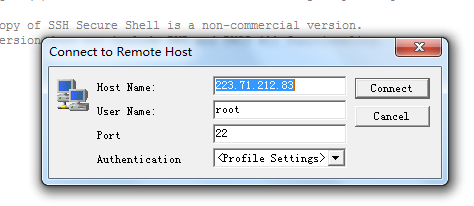 opy of SSH Secure Shell is a non-commercial version.
Connect to Remote Host
Host Name: 223.71.212.83 Connect
User Name: root Cancel
Port 22
Authentication <Profile Settings>